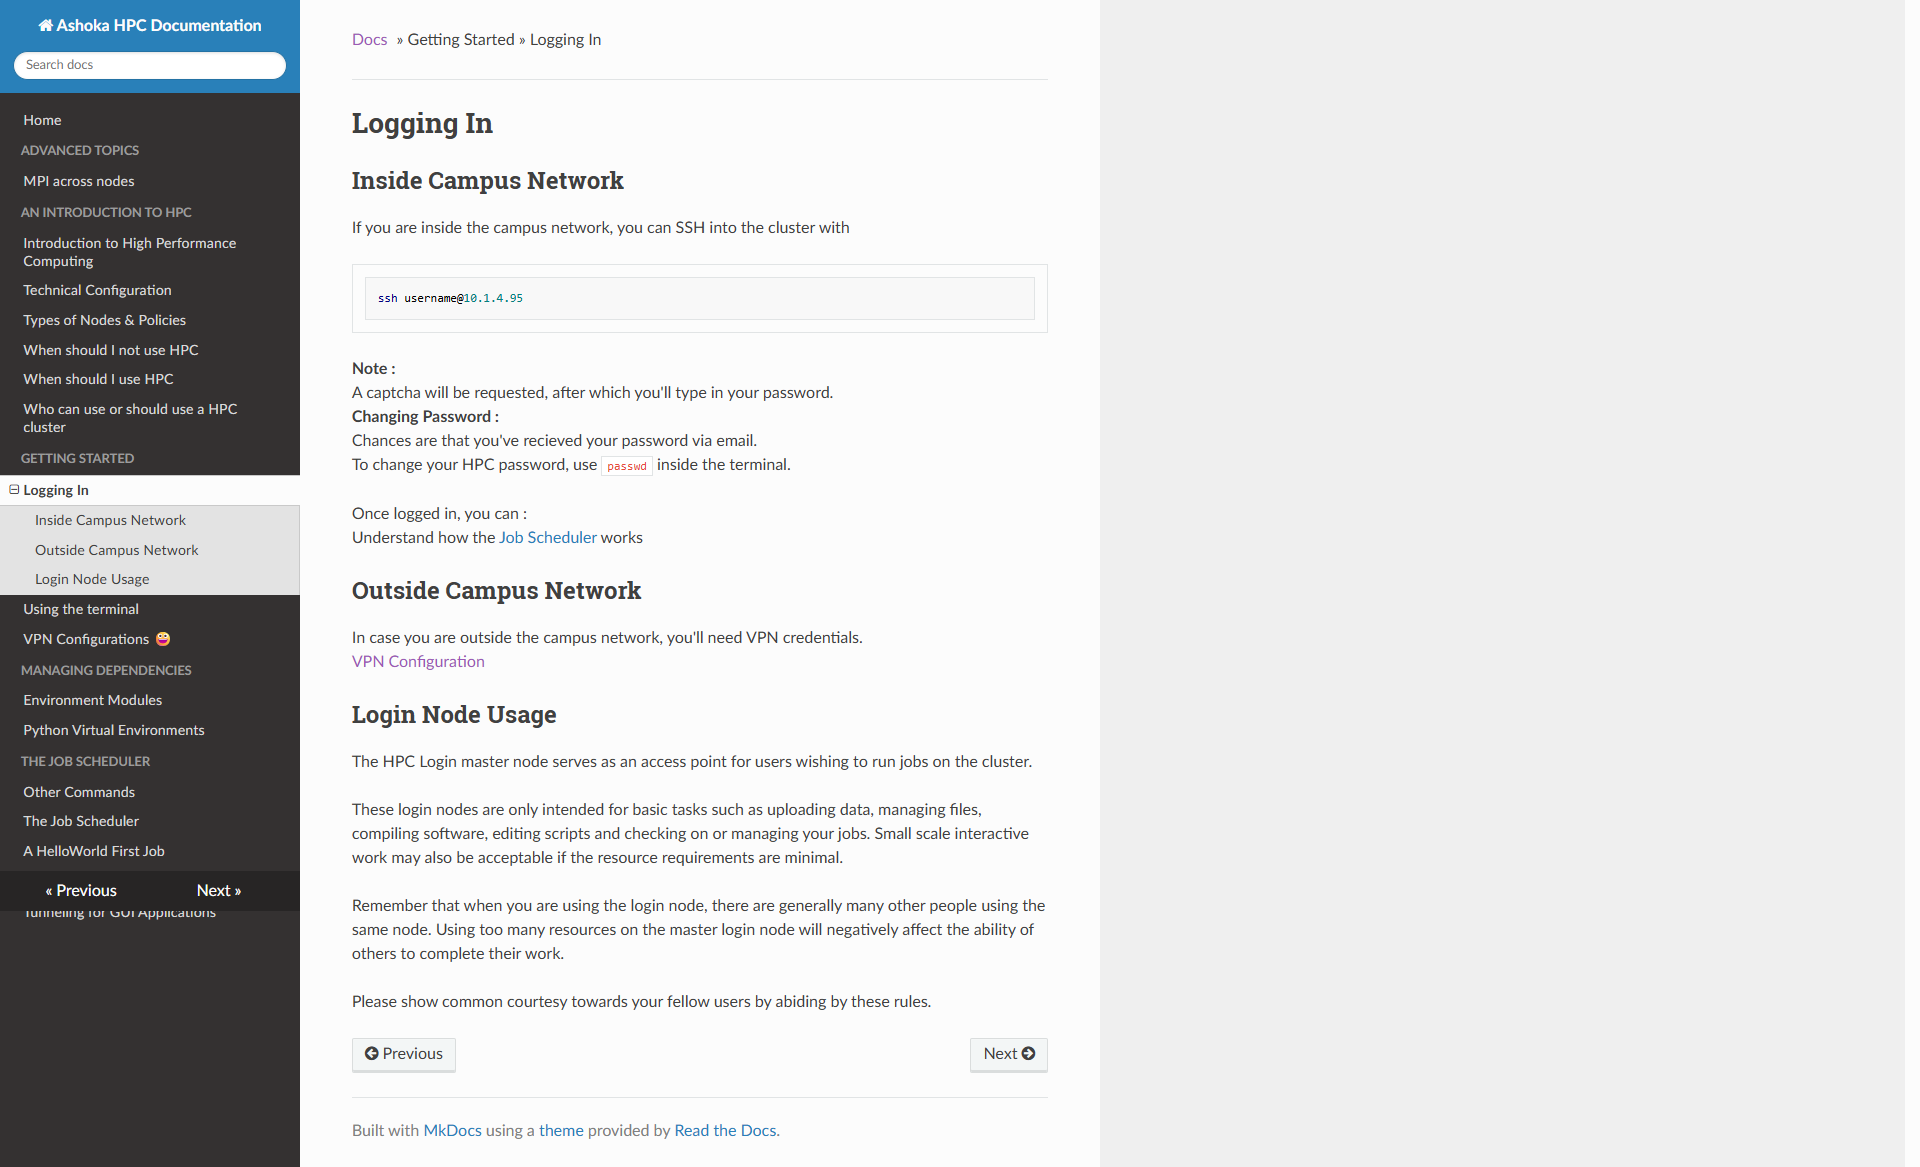 Ashoka HPC Documentation
Search docs
Home
ADVANCED TOPICS
MPI across nodes
AN INTRODUCTION TO HPC
Introduction to High Performance
Computing
Technical Configuration
Types of Nodes & Policies
When should I not use HPC
When should I use HPC
Who can use or should use a HPC
cluster
GETTING STARTED
Logging In
Inside Campus Network
Outside Campus Network
Login Node Usage
Using the terminal
VPN Configurations 😀
MANAGING DEPENDENCIES
Environment Modules
Python Virtual Environments
THE JOB SCHEDULER
Other Commands
The Job Scheduler
A HelloWorld First Job
« Previous Next »
Tunneling for GUI Applications
Docs » Getting Started » Logging In
Logging In
Inside Campus Network
If you are inside the campus network, you can SSH into the cluster with
ssh username@10.1.4.95
Note :
A captcha will be requested, after which you'll type in your password.
Changing Password :
Chances are that you've recieved your password via email.
To change your HPC password, use passwd inside the terminal.
Once logged in, you can :
Understand how the Job Scheduler works
Outside Campus Network
In case you are outside the campus network, you'll need VPN credentials.
VPN Configuration
Login Node Usage
The HPC Login master node serves as an access point for users wishing to run jobs on the cluster.
These login nodes are only intended for basic tasks such as uploading data, managing files,
compiling software, editing scripts and checking on or managing your jobs. Small scale interactive
work may also be acceptable if the resource requirements are minimal.
Remember that when you are using the login node, there are generally many other people using the
same node. Using too many resources on the master login node will negatively affect the ability of
others to complete their work.
Please show common courtesy towards your fellow users by abiding by these rules.
Previous Next
Built with MkDocs using a theme provided by Read the Docs.